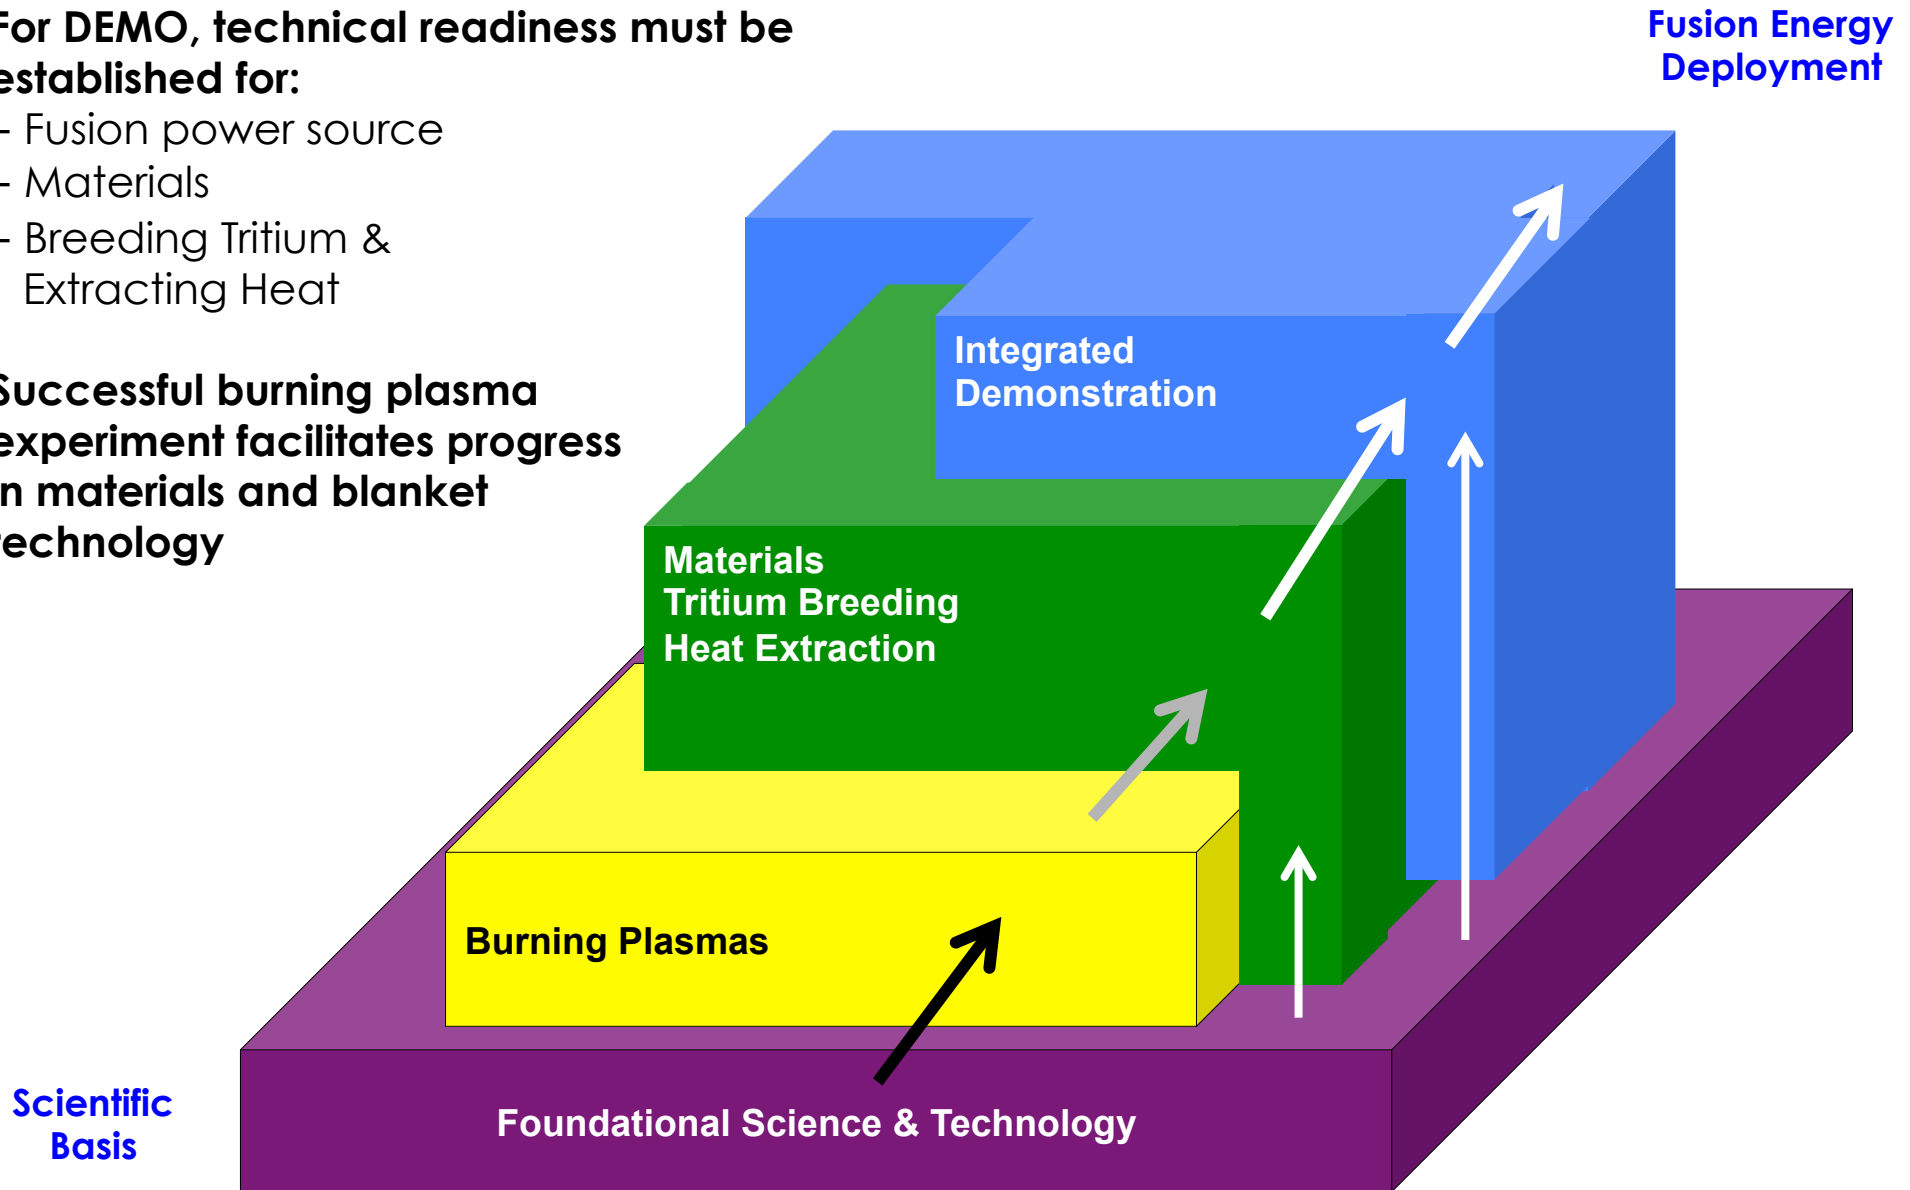 For DEMO, technical readiness must be
established for:
- Fusion power source
- Materials
- Breeding Tritium &
Extracting Heat
Successful burning plasma
experiment facilitates progress
in materials and blanket
technology
Fusion Energy
Deployment
Integrated
Demonstration
Materials
Tritium Breeding
Heat Extraction
Burning Plasmas
Foundational Science & Technology
Scientific
Basis